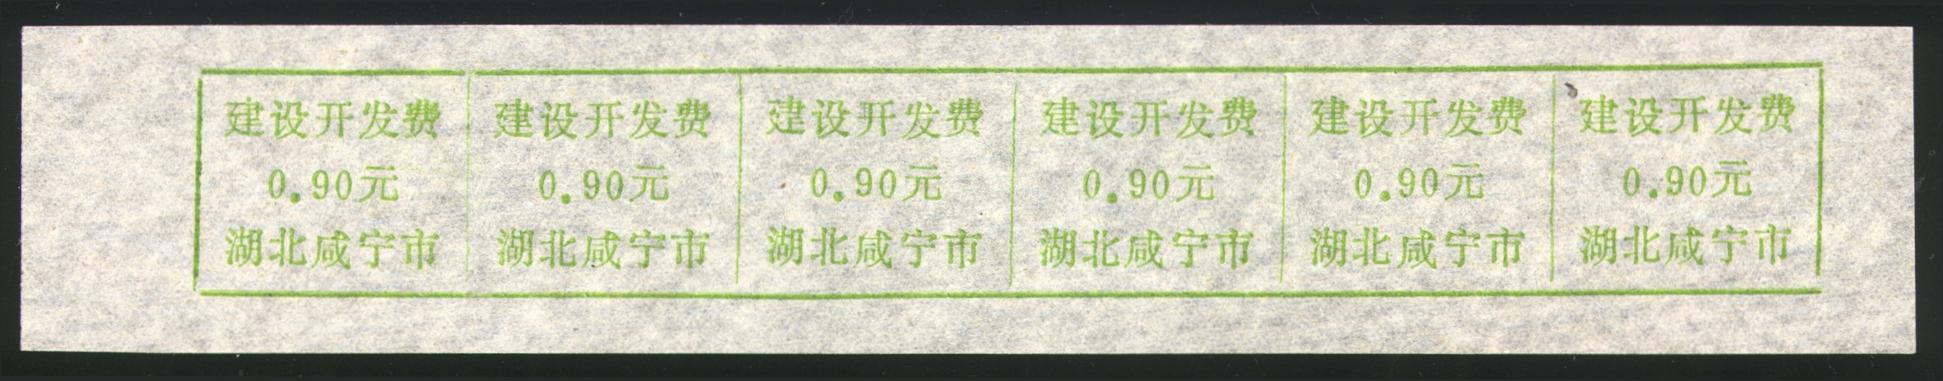 建设开发费 建设开发费 建设开发费 建设开发费 建设开发费 建设开发费
0.90元 0.90元 0.90元 0.90元 0.90元 0.90元
湖北咸宁市 湖北咸宁市 湖北咸宁市 湖北咸宁市 湖北咸宁市 湖北咸宁市